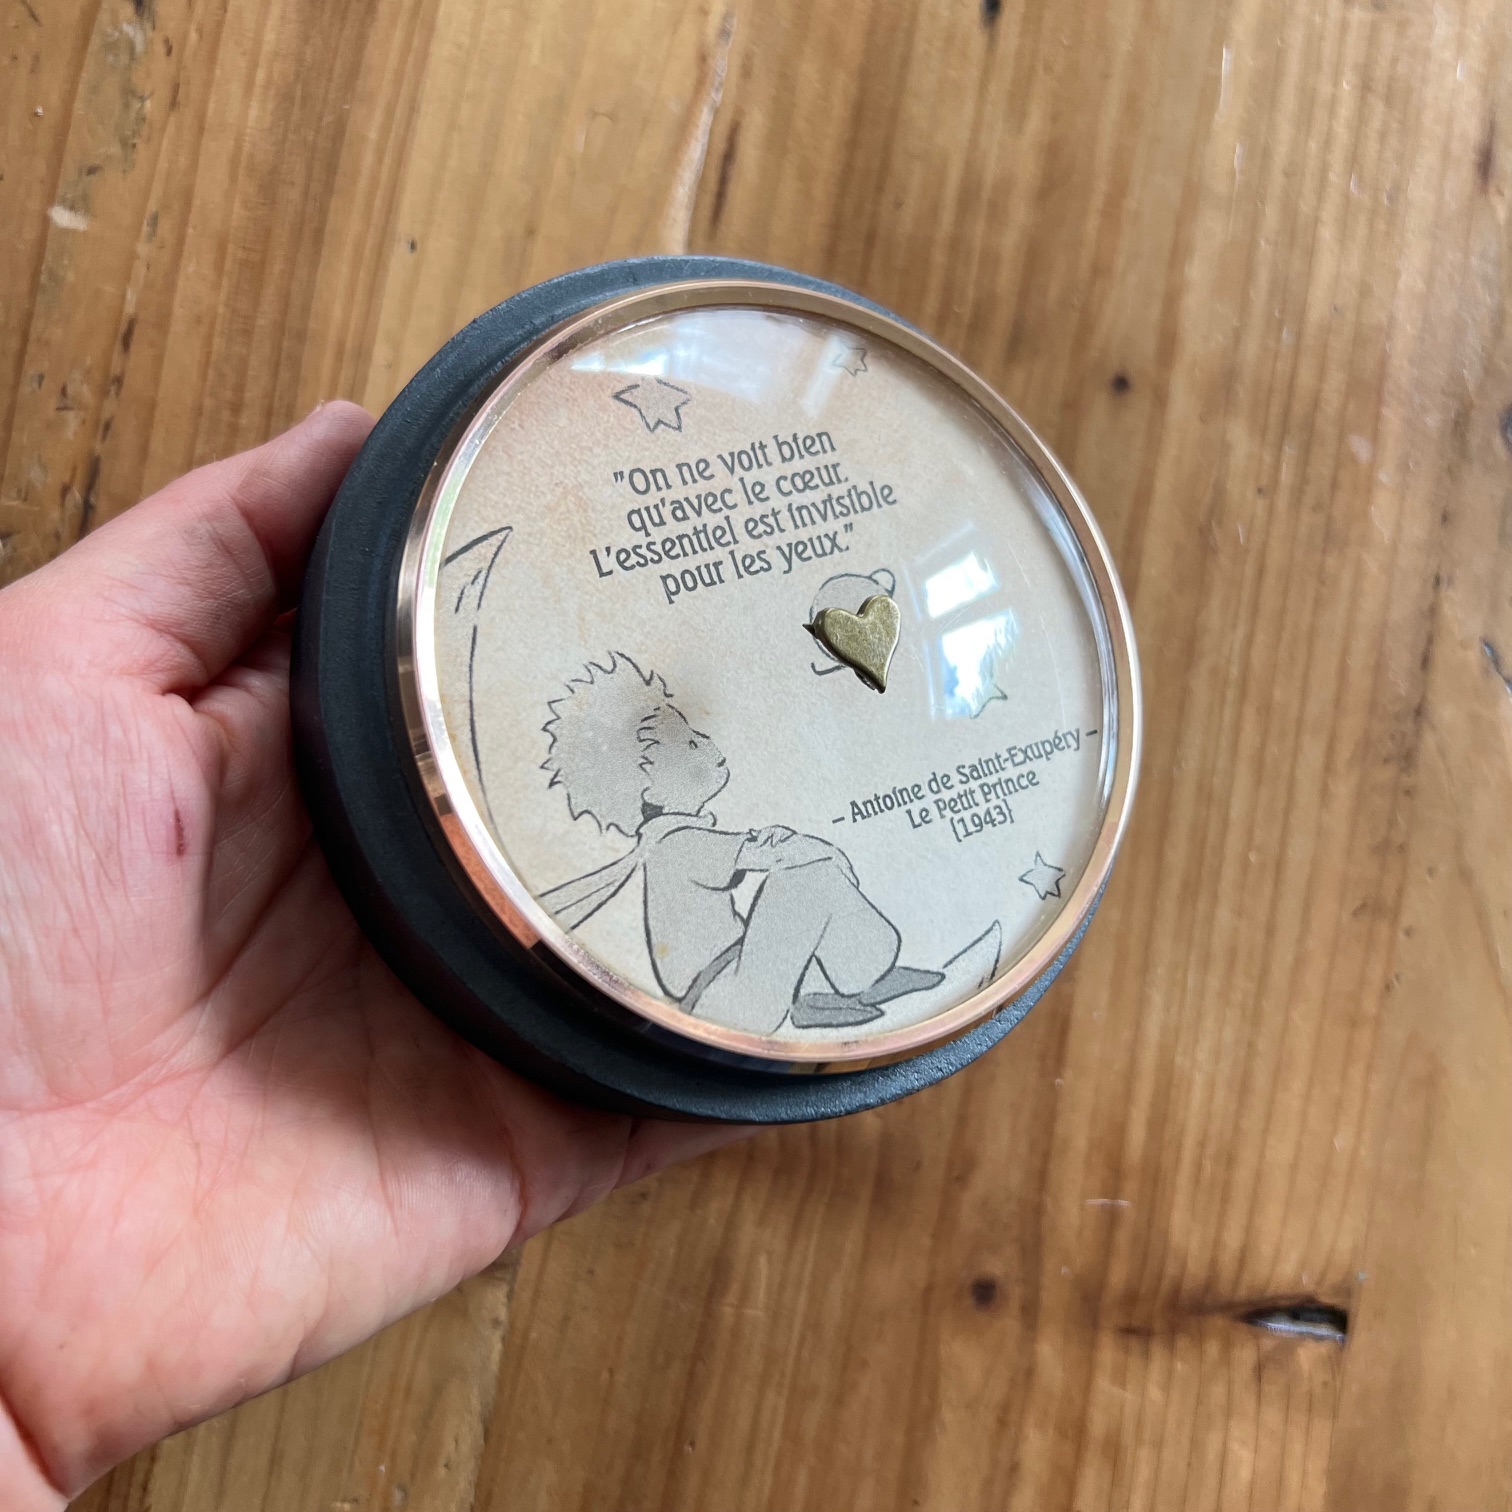 "On ne voit bien
qu'avec le cœur.
L'essentiel est invisible
pour les yeux."
– Antoine de Saint-Exupéry –
Le Petit Prince
(1943)